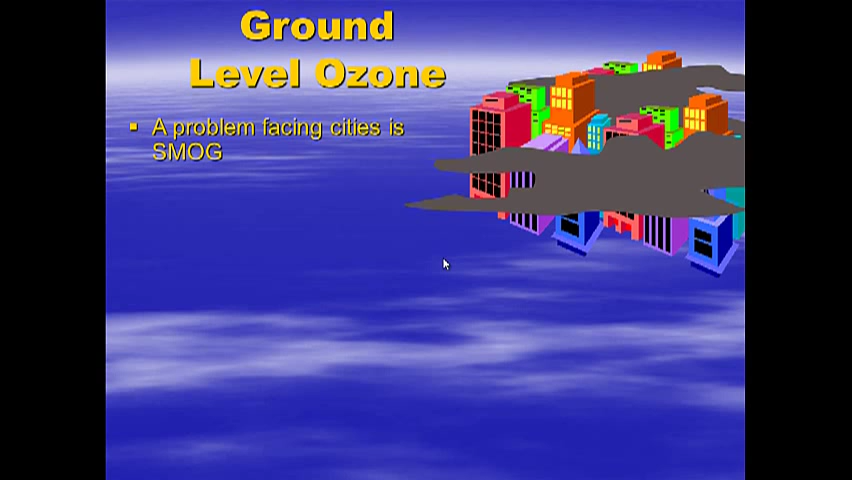 Ground
Level Ozone
▪ A problem facing cities is
SMOG